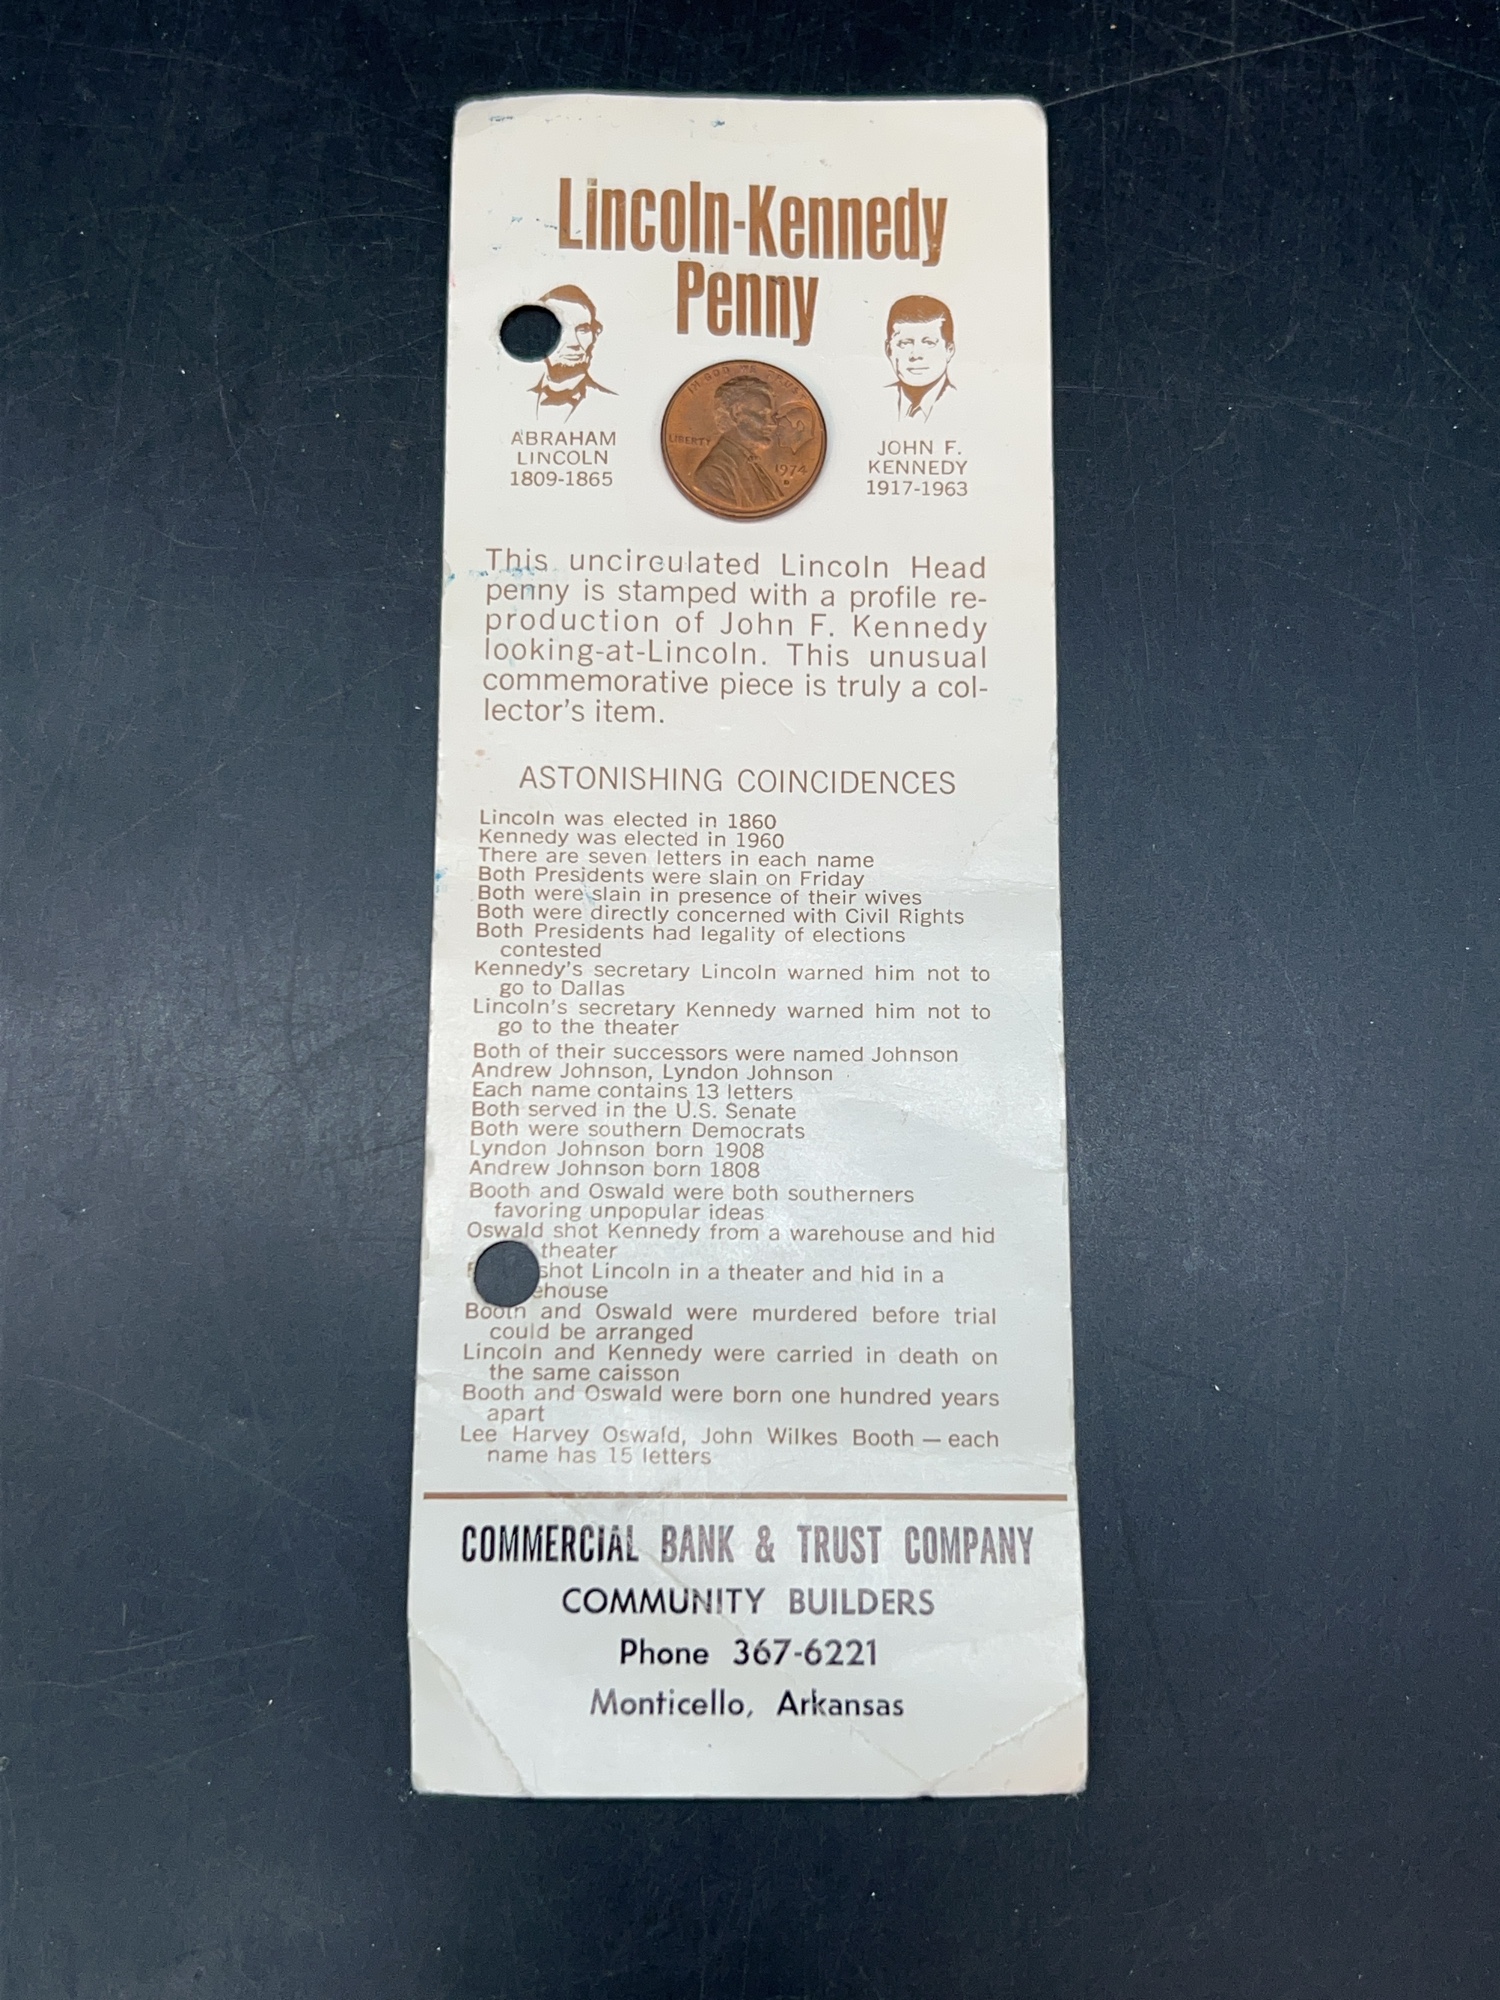 Lincoln-Kennedy
Penny
ABRAHAM
LINCOLN
1809-1865
IN GOD WE TRUST
LIBERTY
1974
D
JOHN F.
KENNEDY
1917-1963
This uncirculated Lincoln Head
penny is stamped with a profile re-
production of John F. Kennedy
looking-at-Lincoln. This unusual
commemorative piece is truly a col-
lector's item.
ASTONISHING COINCIDENCES
Lincoln was elected in 1860
Kennedy was elected in 1960
There are seven letters in each name
Both Presidents were slain on Friday
Both were slain in presence of their wives
Both were directly concerned with Civil Rights
Both Presidents had legality of elections
contested
Kennedy's secretary Lincoln warned him not to
go to Dallas
Lincoln's secretary Kennedy warned him not to
go to the theater
Both of their successors were named Johnson
Andrew Johnson, Lyndon Johnson
Each name contains 13 letters
Both served in the U.S. Senate
Both were southern Democrats
Lyndon Johnson born 1908
Andrew Johnson born 1808
Booth and Oswald were both southerners
favoring unpopular ideas
Oswald shot Kennedy from a warehouse and hid
theater
shot Lincoln in a theater and hid in a
ehouse
Booth and Oswald were murdered before trial
could be arranged
Lincoln and Kennedy were carried in death on
the same caisson
Booth and Oswald were born one hundred years
apart
Lee Harvey Oswald, John Wilkes Booth — each
name has 15 letters
COMMERCIAL BANK & TRUST COMPANY
COMMUNITY BUILDERS
Phone 367-6221
Monticello, Arkansas